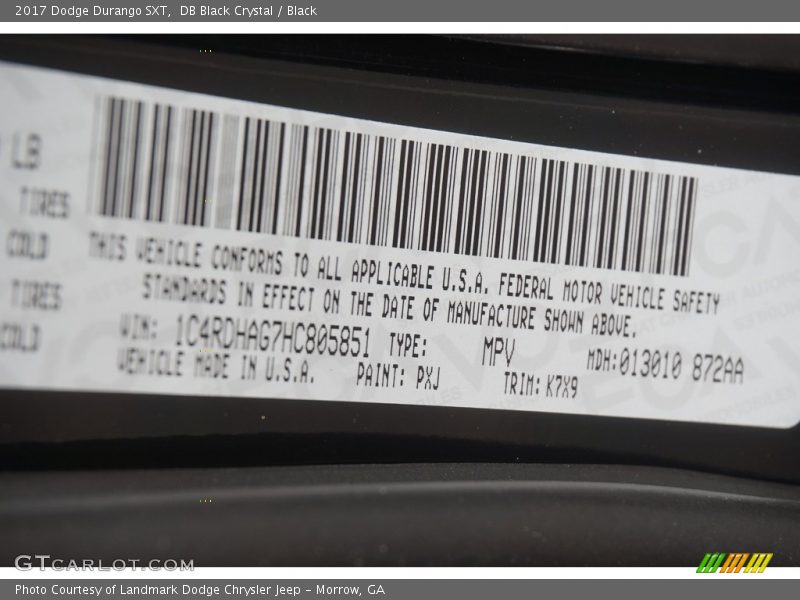 2017 Dodge Durango SXT,  DB Black Crystal / Black
LB
TIRES
COLD
TIRES
COLD
THIS VEHICLE CONFORMS TO ALL APPLICABLE U.S.A. FEDERAL MOTOR VEHICLE SAFETY
STANDARDS IN EFFECT ON THE DATE OF MANUFACTURE SHOWN ABOVE.
VIN: 1C4RDHAG7HC805851 TYPE: MPV MDH:013010 872AA
VEHICLE MADE IN U.S.A. PAINT: PXJ TRIM: K7X9
GTCARLOT.COM
Photo Courtesy of Landmark Dodge Chrysler Jeep – Morrow, GA